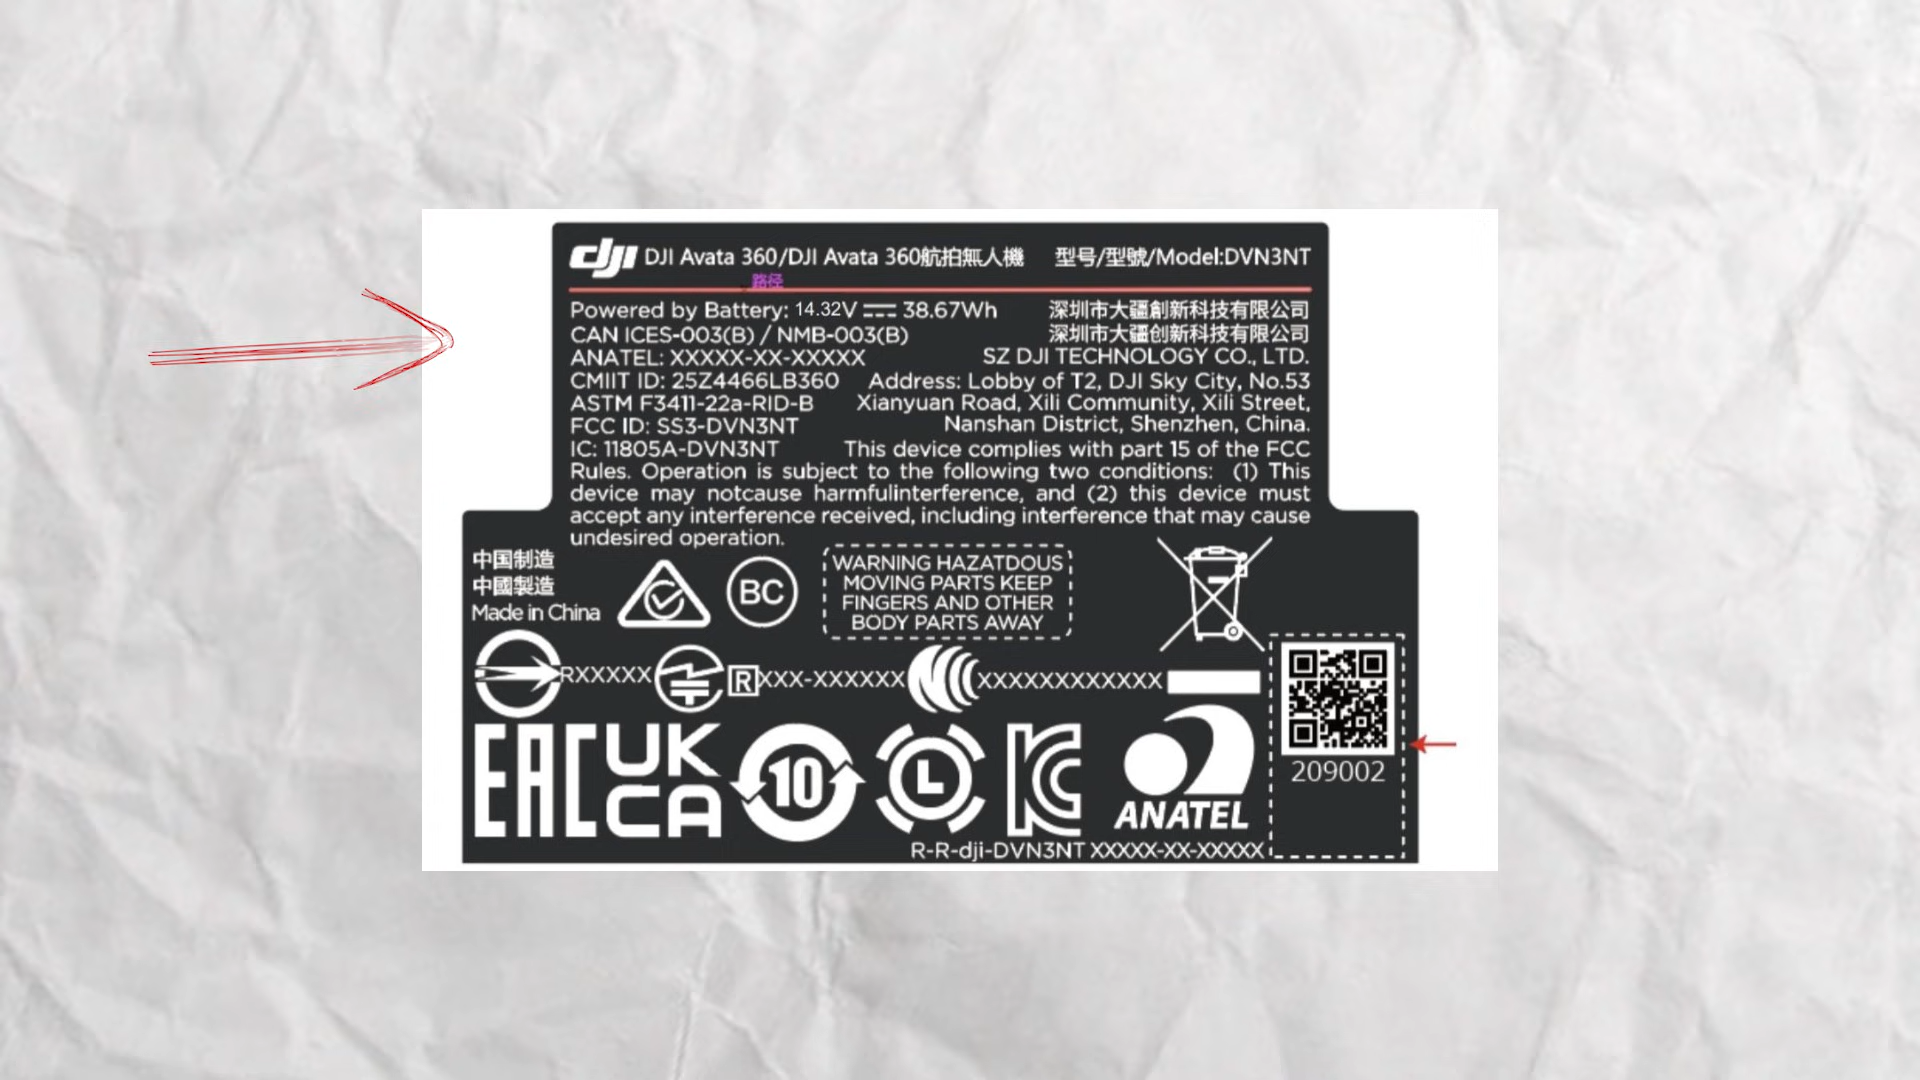 dji DJI Avata 360/DJI Avata 360航拍無人機 型号/型號/Model:DVN3NT
路径
Powered by Battery: 14.32V ⎓ 38.67Wh 深圳市大疆創新科技有限公司
CAN ICES-003(B) / NMB-003(B) 深圳市大疆创新科技有限公司
ANATEL: XXXXX-XX-XXXXX SZ DJI TECHNOLOGY CO., LTD.
CMIIT ID: 25Z4466LB360 Address: Lobby of T2, DJI Sky City, No.53
ASTM F3411-22a-RID-B Xianyuan Road, Xili Community, Xili Street,
FCC ID: SS3-DVN3NT Nanshan District, Shenzhen, China.
IC: 11805A-DVN3NT This device complies with part 15 of the FCC
Rules. Operation is subject to the following two conditions: (1) This
device may notcause harmfulinterference, and (2) this device must
accept any interference received, including interference that may cause
undesired operation.
中国制造
中國製造
Made in China
BC
WARNING HAZATDOUS
MOVING PARTS KEEP
FINGERS AND OTHER
BODY PARTS AWAY
RXXXXX R XXX-XXXXXX XXXXXXXXXXXX
EAC UK CA 10 L KC ANATEL
209002
R-R-dji-DVN3NT XXXXX-XX-XXXXX